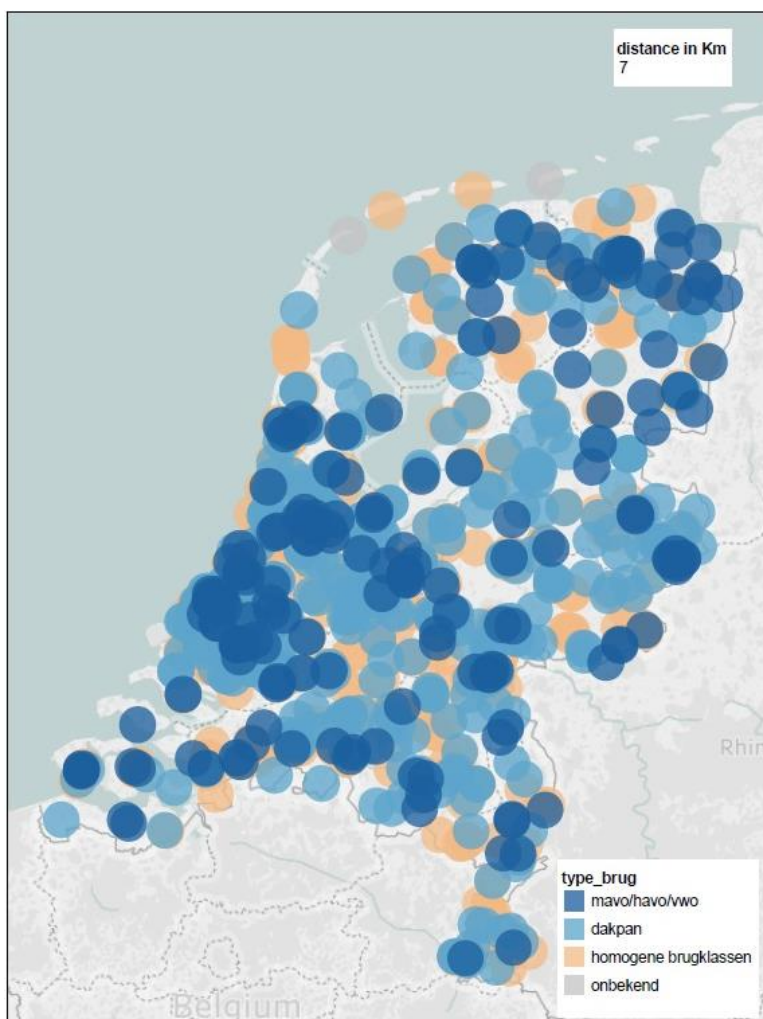 distance in Km
7
Rhin
type_brug
mavo/havo/vwo
dakpan
homogene brugklassen
onbekend
Belgium